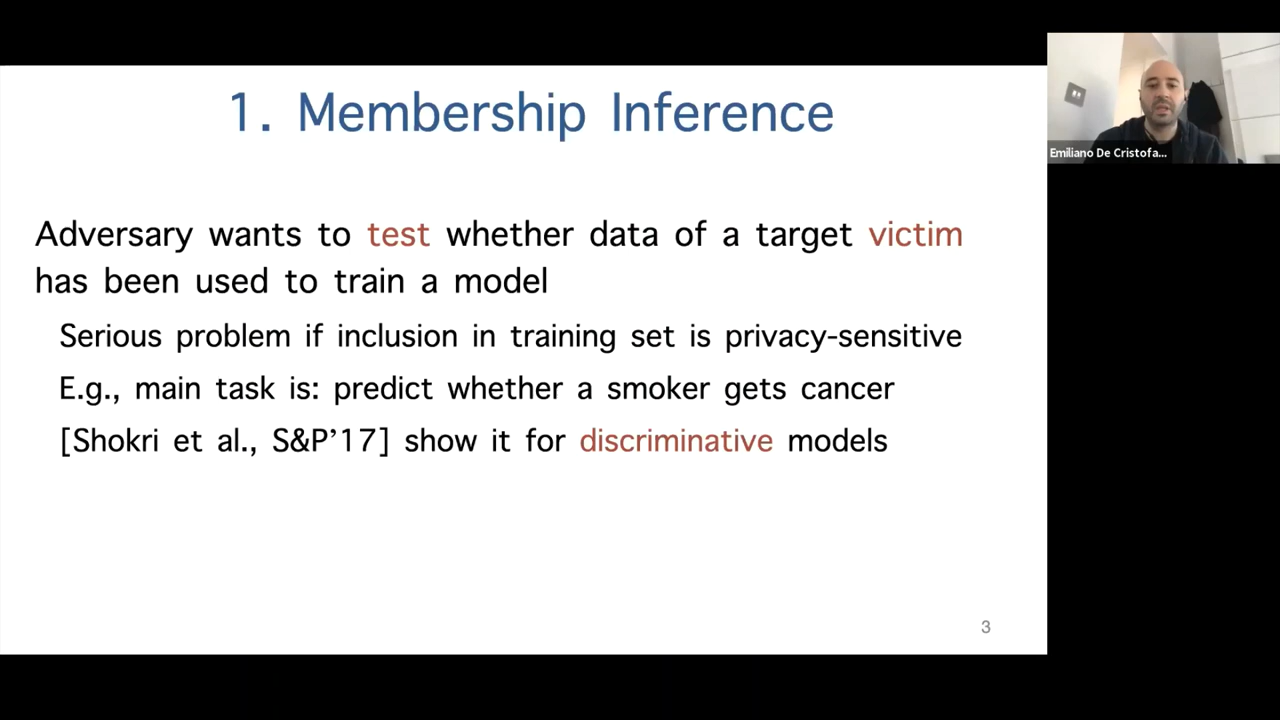 1. Membership Inference
Emiliano De Cristofa...
Adversary wants to test whether data of a target victim
has been used to train a model
Serious problem if inclusion in training set is privacy-sensitive
E.g., main task is: predict whether a smoker gets cancer
[Shokri et al., S&P’17] show it for discriminative models
3